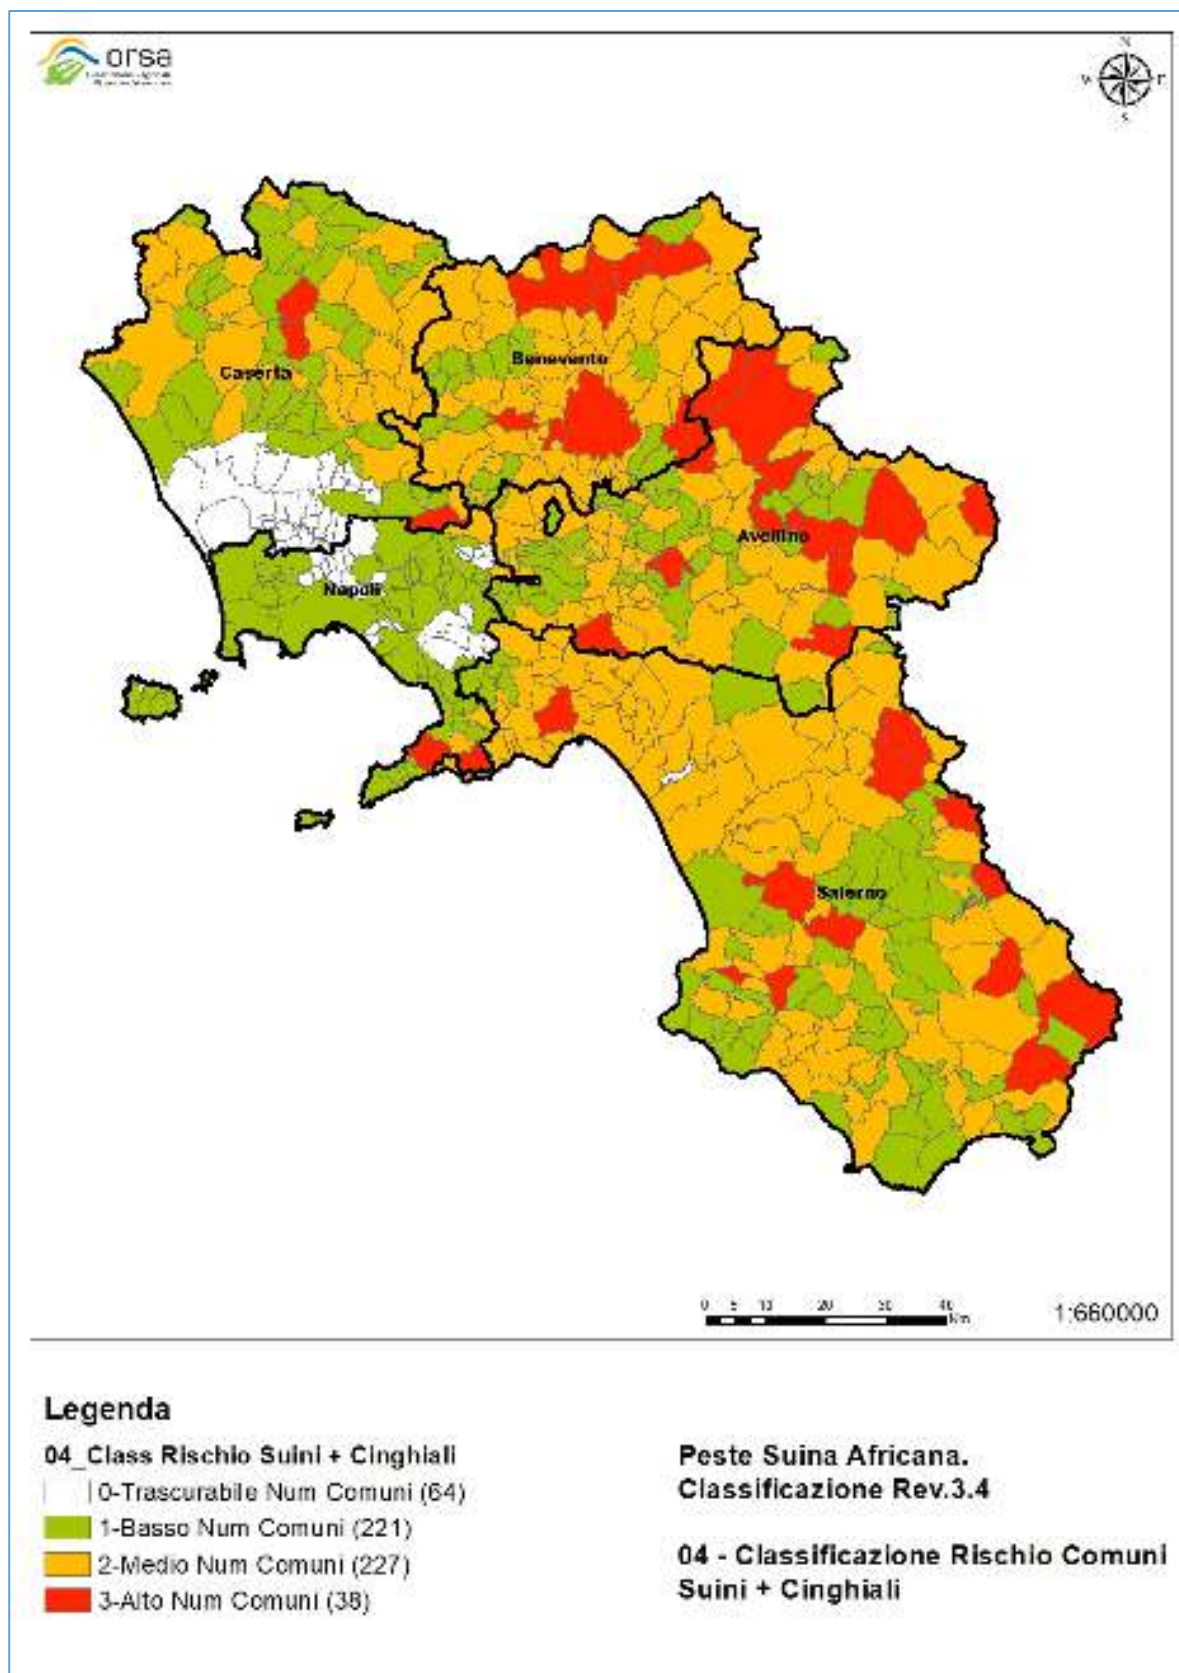 orsa
N
W
E
S
Benevento
Caserta
Avellino
Napoli
Salerno
0 5 10 20 30 40
Km
1:660000
Legenda
04_Class Rischio Suini + Cinghiali
0-Trascurabile Num Comuni (64)
1-Basso Num Comuni (221)
2-Medio Num Comuni (227)
3-Alto Num Comuni (38)
Peste Suina Africana.
Classificazione Rev.3.4
04 - Classificazione Rischio Comuni
Suini + Cinghiali